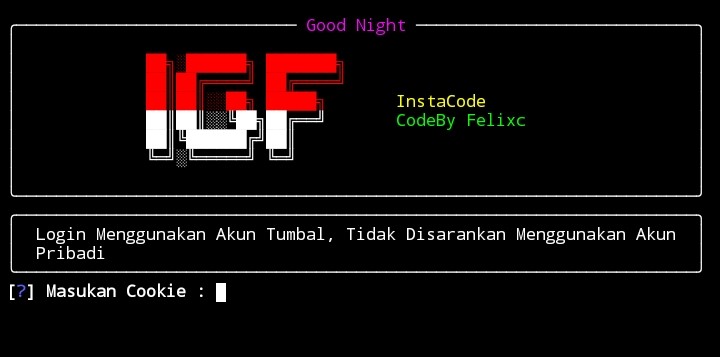 Good Night
IGF
InstaCode
CodeBy Felixc
Login Menggunakan Akun Tumbal, Tidak Disarankan Menggunakan Akun
Pribadi
[?] Masukan Cookie :